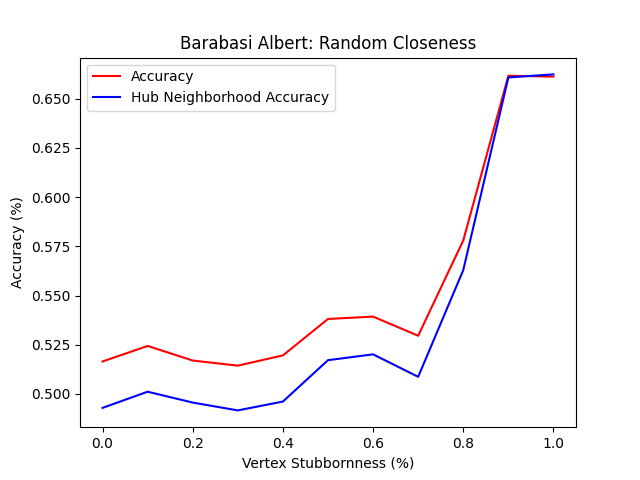 Barabasi Albert: Random Closeness
Accuracy
Hub Neighborhood Accuracy
Accuracy (%)
0.650
0.625
0.600
0.575
0.550
0.525
0.500
0.0 0.2 0.4 0.6 0.8 1.0
Vertex Stubbornness (%)